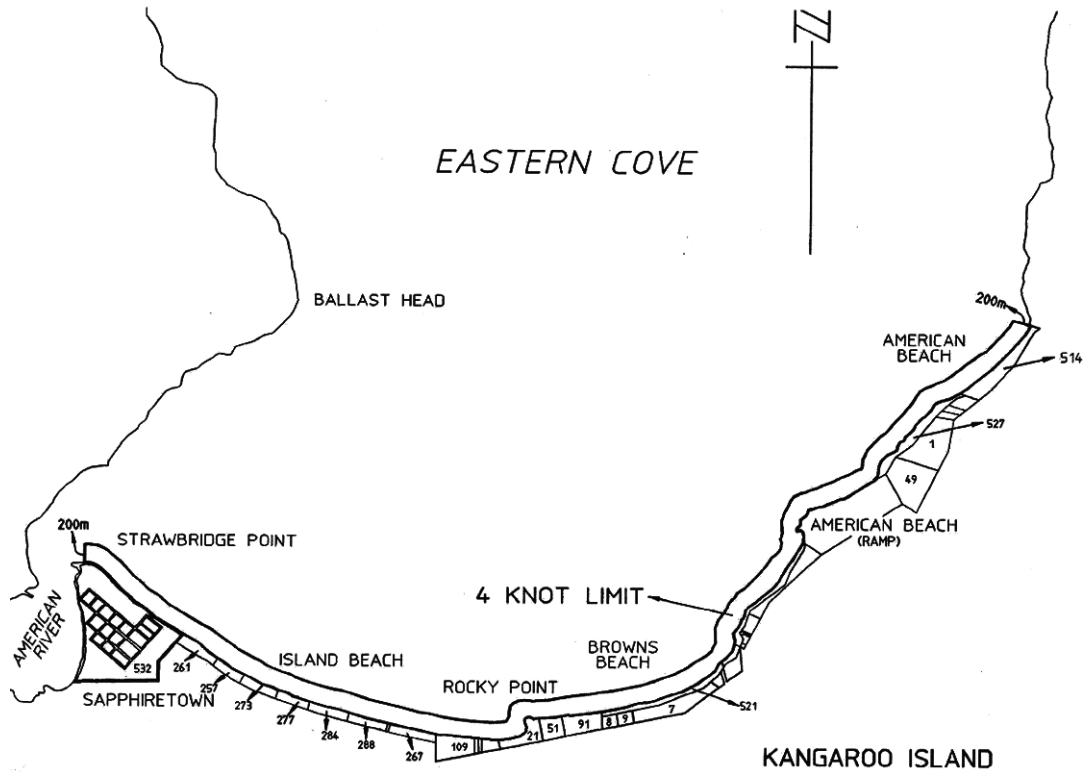 N
EASTERN COVE
BALLAST HEAD
200m
AMERICAN
BEACH
514
527
1
49
AMERICAN BEACH
(RAMP)
200m
STRAWBRIDGE POINT
4 KNOT LIMIT
AMERICAN
RIVER
BROWNS
BEACH
ISLAND BEACH
532
261
SAPPHIRETOWN
257
273
277
284
288
267
ROCKY POINT
109
21
51
91
8
9
7
521
KANGAROO ISLAND